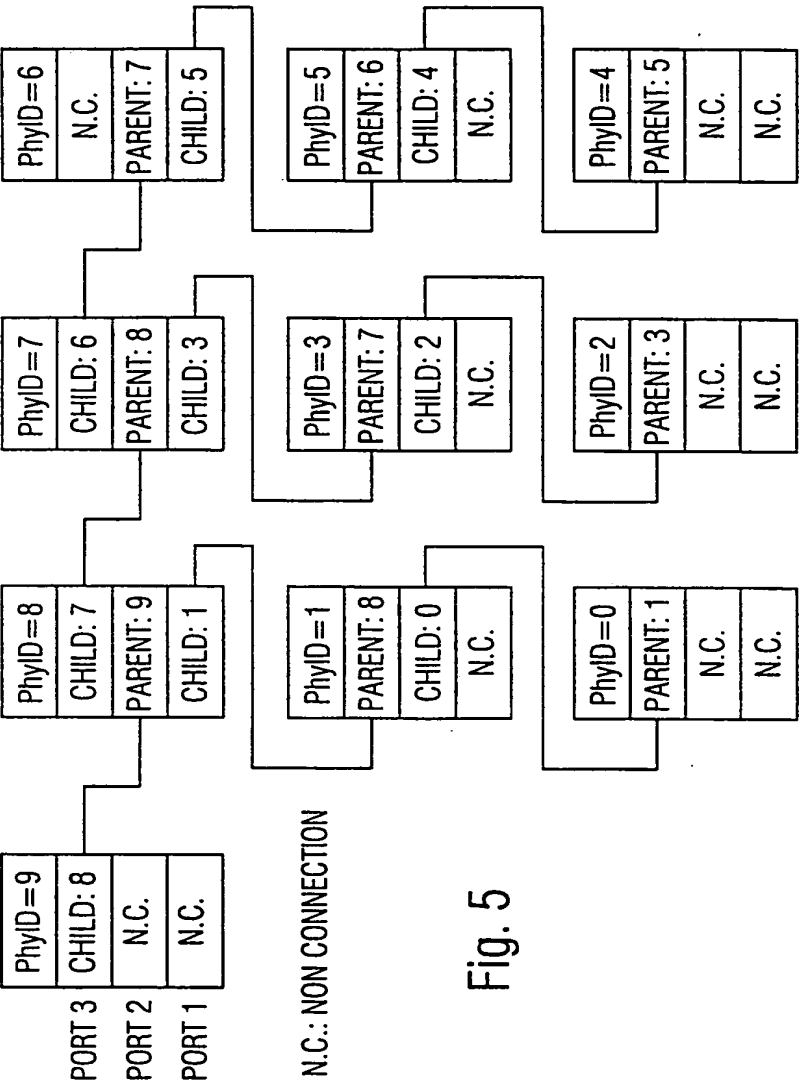 PhyID=9
PORT 3 CHILD: 8
PORT 2 N.C.
PORT 1 N.C.
PhyID=8
CHILD: 7
PARENT: 9
CHILD: 1
PhyID=7
CHILD: 6
PARENT: 8
CHILD: 3
PhyID=6
N.C.
PARENT: 7
CHILD: 5
PhyID=1
PARENT: 8
CHILD: 0
N.C.
PhyID=3
PARENT: 7
CHILD: 2
N.C.
PhyID=5
PARENT: 6
CHILD: 4
N.C.
PhyID=0
PARENT: 1
N.C.
N.C.
PhyID=2
PARENT: 3
N.C.
N.C.
PhyID=4
PARENT: 5
N.C.
N.C.
N.C.: NON CONNECTION
Fig. 5